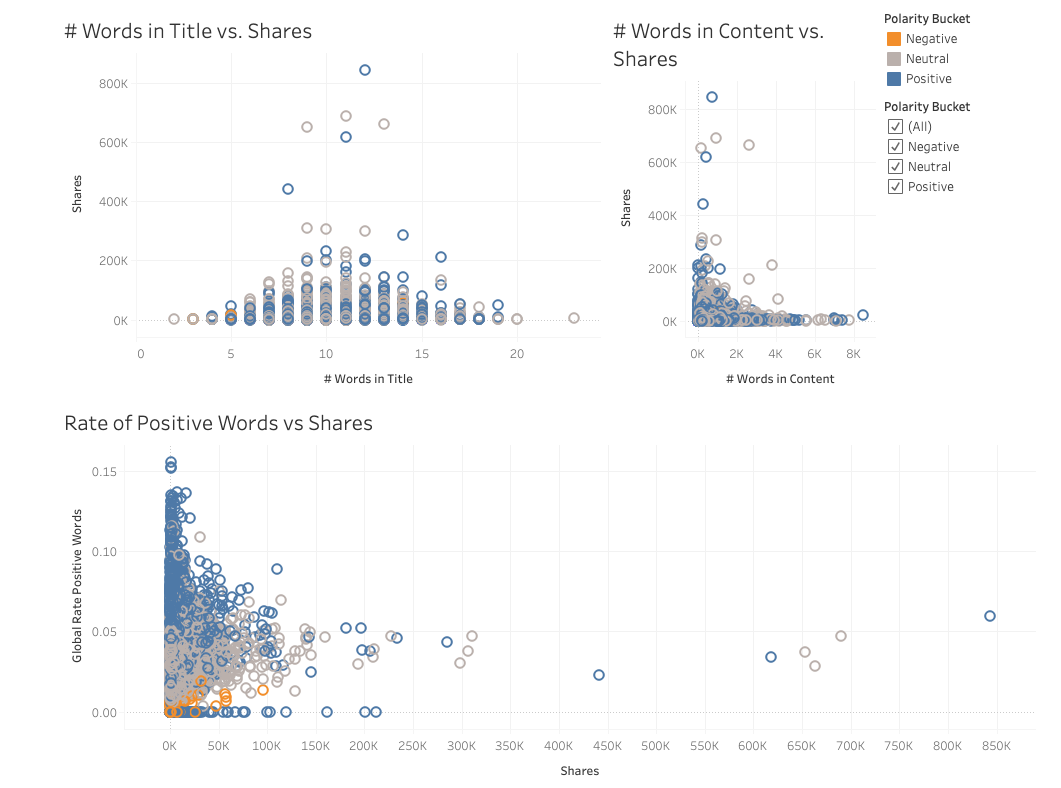 # Words in Title vs. Shares
800K
600K
400K
200K
0K
Shares
0 5 10 15 20
# Words in Title
# Words in Content vs.
Shares
800K
600K
400K
200K
0K
Shares
0K 2K 4K 6K 8K
# Words in Content
Polarity Bucket
Negative
Neutral
Positive
Polarity Bucket
(All)
Negative
Neutral
Positive
Rate of Positive Words vs Shares
0.15
0.10
0.05
0.00
Global Rate Positive Words
0K 50K 100K 150K 200K 250K 300K 350K 400K 450K 500K 550K 600K 650K 700K 750K 800K 850K
Shares